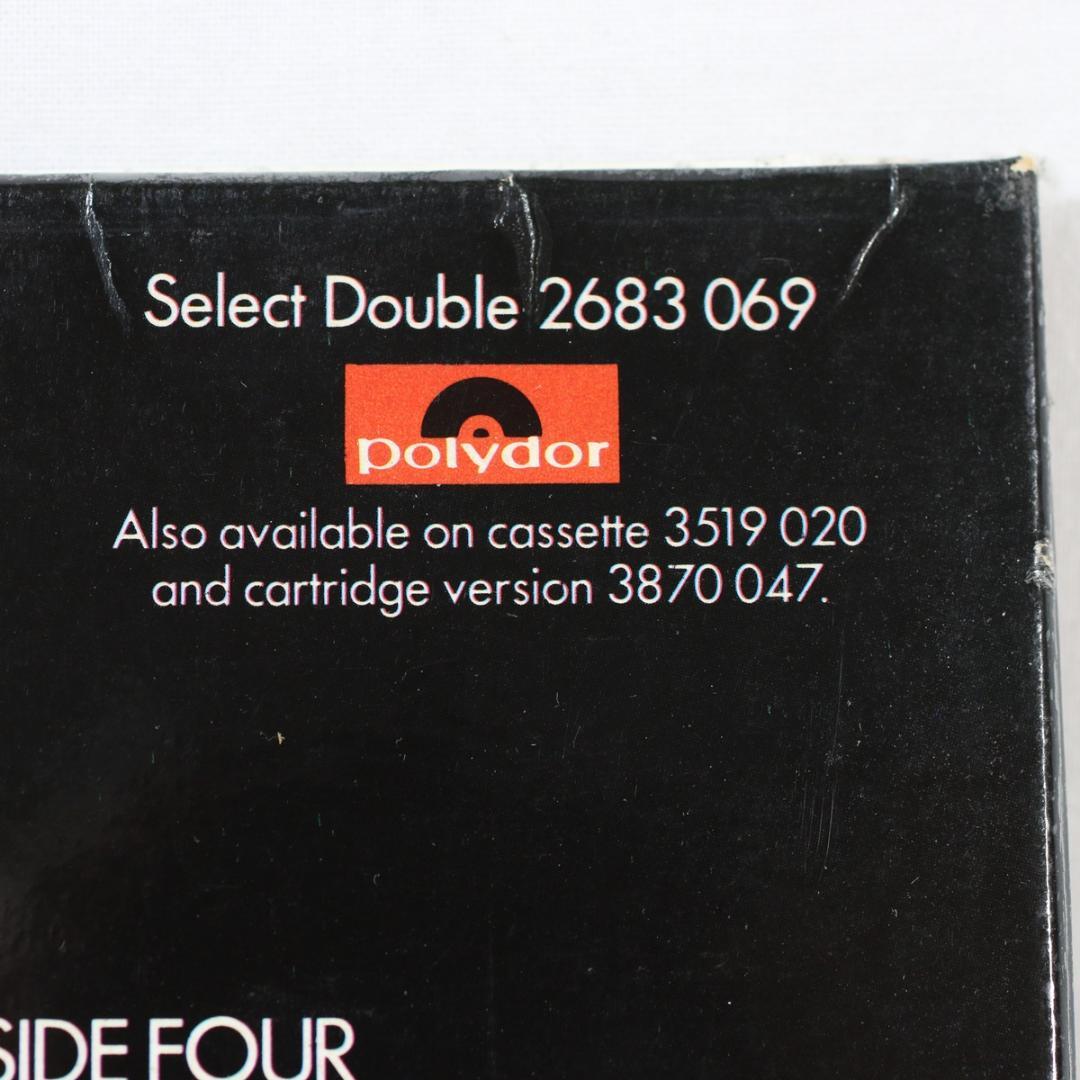 Select Double 2683 069
polydor
Also available on cassette 3519 020
and cartridge version 3870 047.
SIDE FOUR